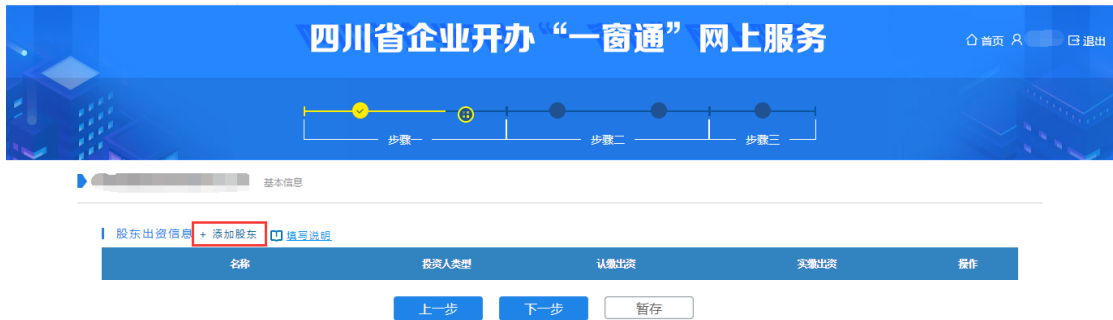 四川省企业开办“一窗通”网上服务
首页 退出
步骤一 步骤二 步骤三
基本信息
股东出资信息 + 添加股东 填写说明
名称 投资人类型 认缴出资 实缴出资 操作
上一步 下一步 暂存